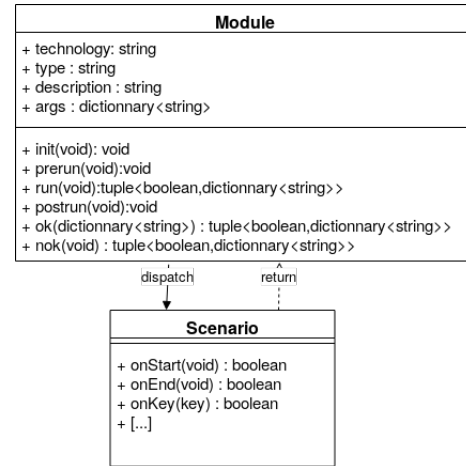 Module
+ technology: string
+ type : string
+ description : string
+ args : dictionnary<string>
+ init(void): void
+ prerun(void):void
+ run(void):tuple<boolean,dictionnary<string>>
+ postrun(void):void
+ ok(dictionnary<string>) : tuple<boolean,dictionnary<string>>
+ nok(void) : tuple<boolean,dictionnary<string>>
dispatch return
Scenario
+ onStart(void) : boolean
+ onEnd(void) : boolean
+ onKey(key) : boolean
+ [...]